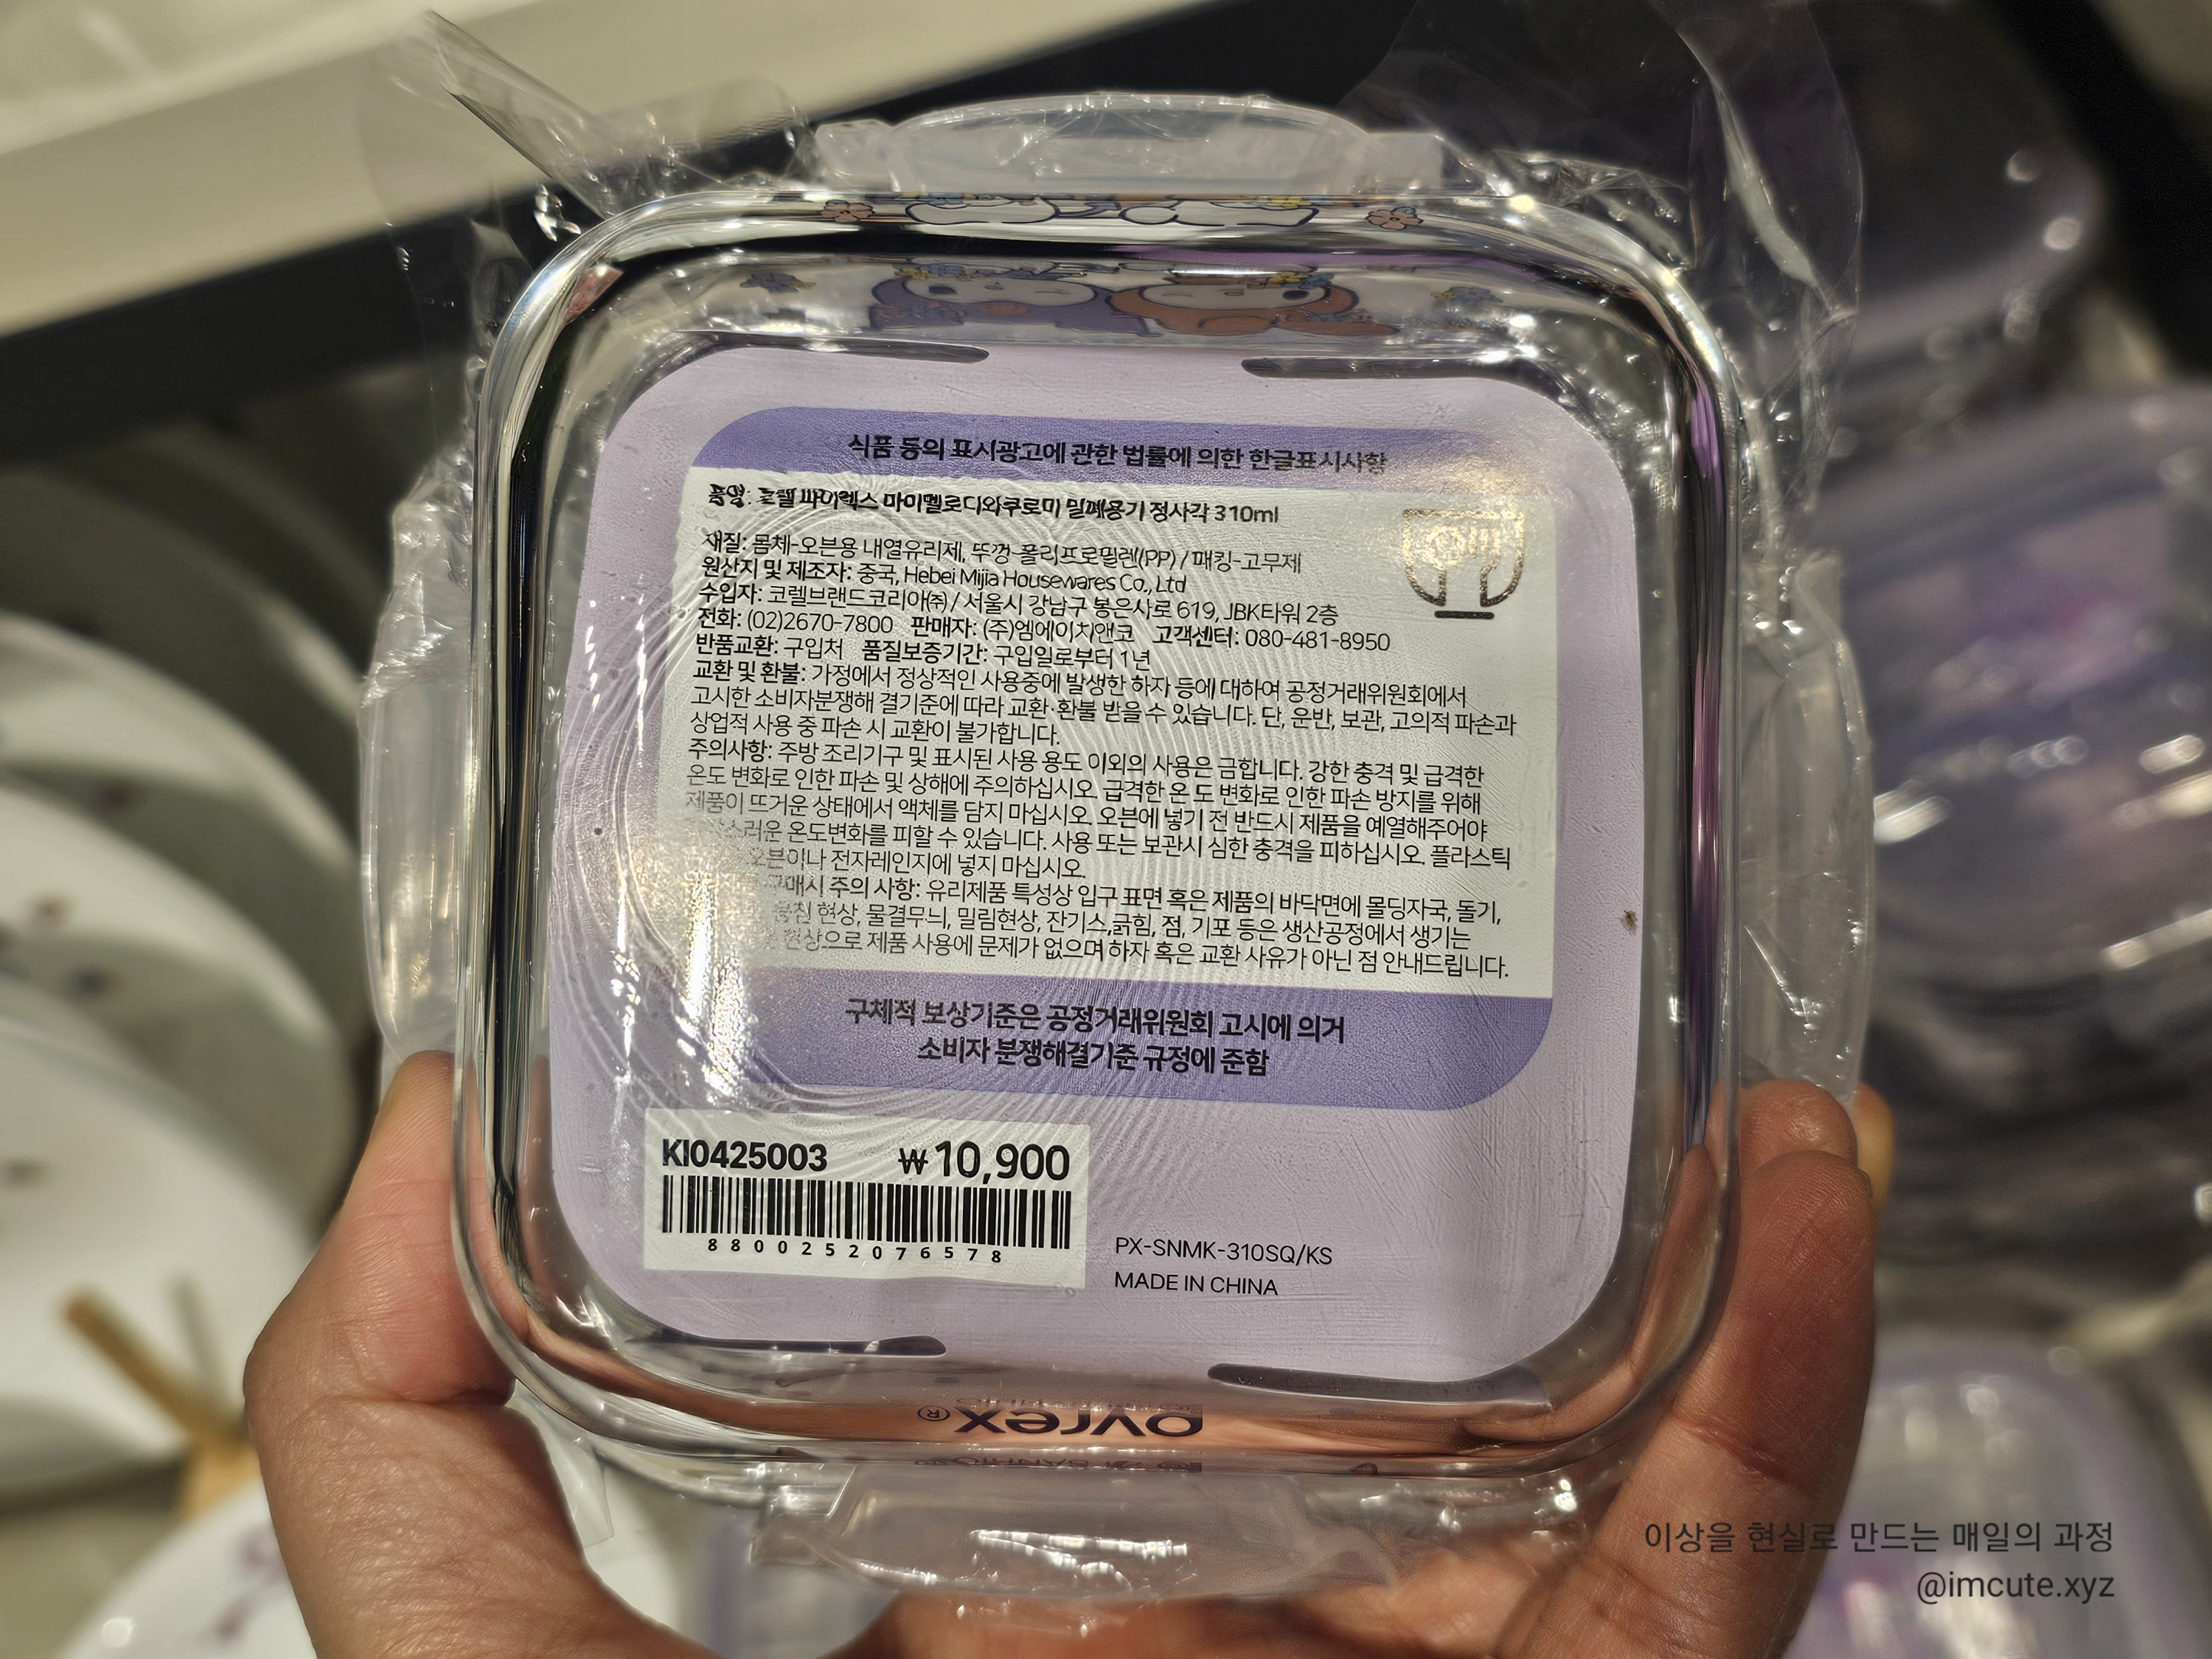 식품 등의 표시광고에 관한 법률에 의한 한글표시사항
품명: 코렐 파이렉스 마이멜로디와쿠로미 밀폐용기 정사각 310ml
재질: 몸체-오븐용 내열유리제, 뚜껑-폴리프로필렌(PP) / 패킹-고무제
원산지 및 제조자: 중국, Hebei Mijia Housewares Co., Ltd
수입자: 코렐브랜드코리아㈜ / 서울시 강남구 봉은사로 619, JBK타워 2층
전화: (02)2670-7800 판매자: (주)엠에이치앤코 고객센터: 080-481-8950
반품교환: 구입처 품질보증기간: 구입일로부터 1년
교환 및 환불: 가정에서 정상적인 사용중에 발생한 하자 등에 대하여 공정거래위원회에서
고시한 소비자분쟁해 결기준에 따라 교환·환불 받을 수 있습니다. 단, 운반, 보관, 고의적 파손과
상업적 사용 중 파손 시 교환이 불가합니다.
주의사항: 주방 조리기구 및 표시된 사용 용도 이외의 사용은 금합니다. 강한 충격 및 급격한
온도 변화로 인한 파손 및 상해에 주의하십시오. 급격한 온 도 변화로 인한 파손 방지를 위해
제품이 뜨거운 상태에서 액체를 담지 마십시오. 오븐에 넣기 전 반드시 제품을 예열해주어야
온도변화를 피할 수 있습니다. 사용 또는 보관시 심한 충격을 피하십시오. 플라스틱
오븐이나 전자레인지에 넣지 마십시오.
구매시 주의 사항: 유리제품 특성상 입구 표면 혹은 제품의 바닥면에 몰딩자국, 돌기,
현상, 물결무늬, 밀림현상, 잔기스,긁힘, 점, 기포 등은 생산공정에서 생기는
현상으로 제품 사용에 문제가 없으며 하자 혹은 교환 사유가 아닌 점 안내드립니다.
구체적 보상기준은 공정거래위원회 고시에 의거
소비자 분쟁해결기준 규정에 준함
KI0425003 ₩10,900
8800252076578
PX-SNMK-310SQ/KS
MADE IN CHINA
pyrex®
이상을 현실로 만드는 매일의 과정
@imcute.xyz